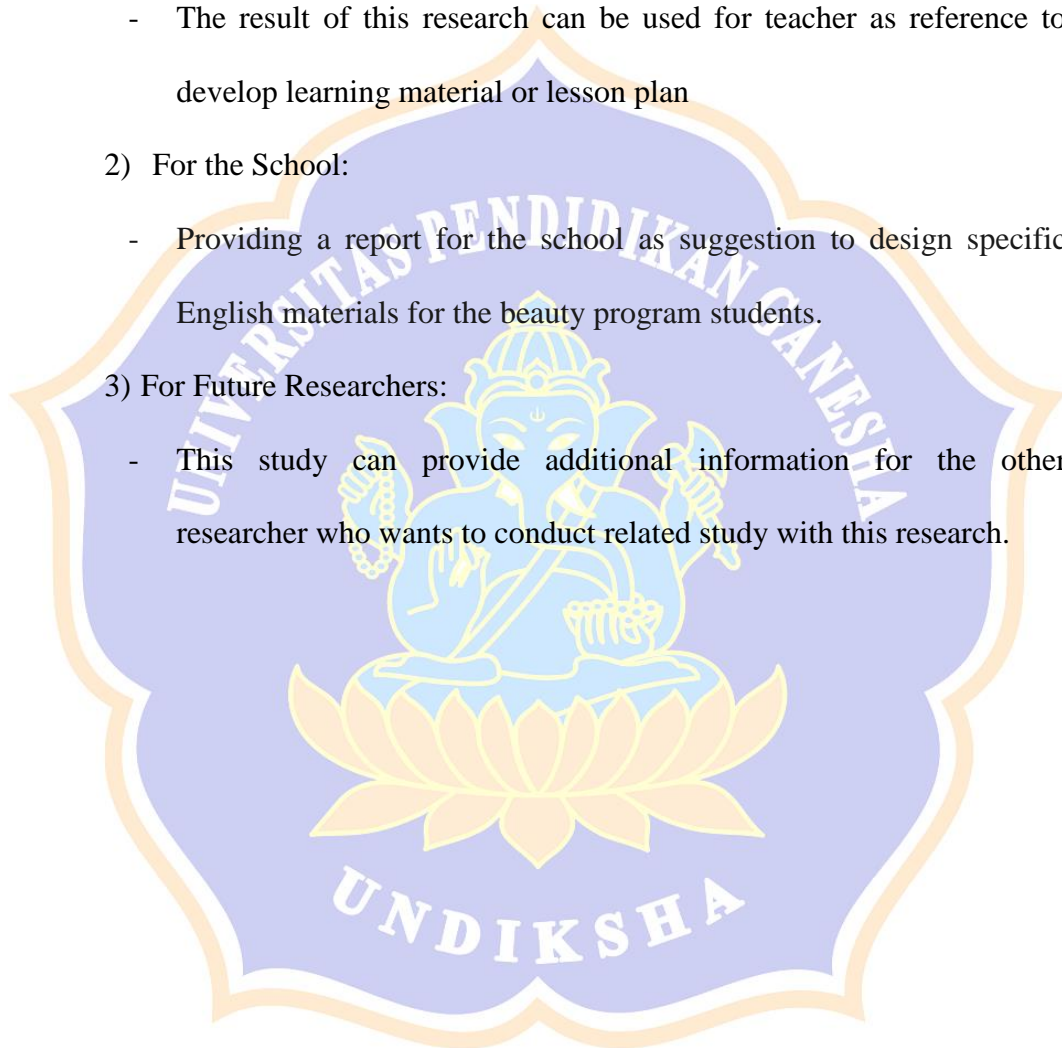 - The result of this research can be used for teacher as reference to
develop learning material or lesson plan
2) For the School:
- Providing a report for the school as suggestion to design specific
English materials for the beauty program students.
3) For Future Researchers:
- This study can provide additional information for the other
researcher who wants to conduct related study with this research.
UNIVERSITAS PENDIDIKAN GANESHA
UNDIKSHA